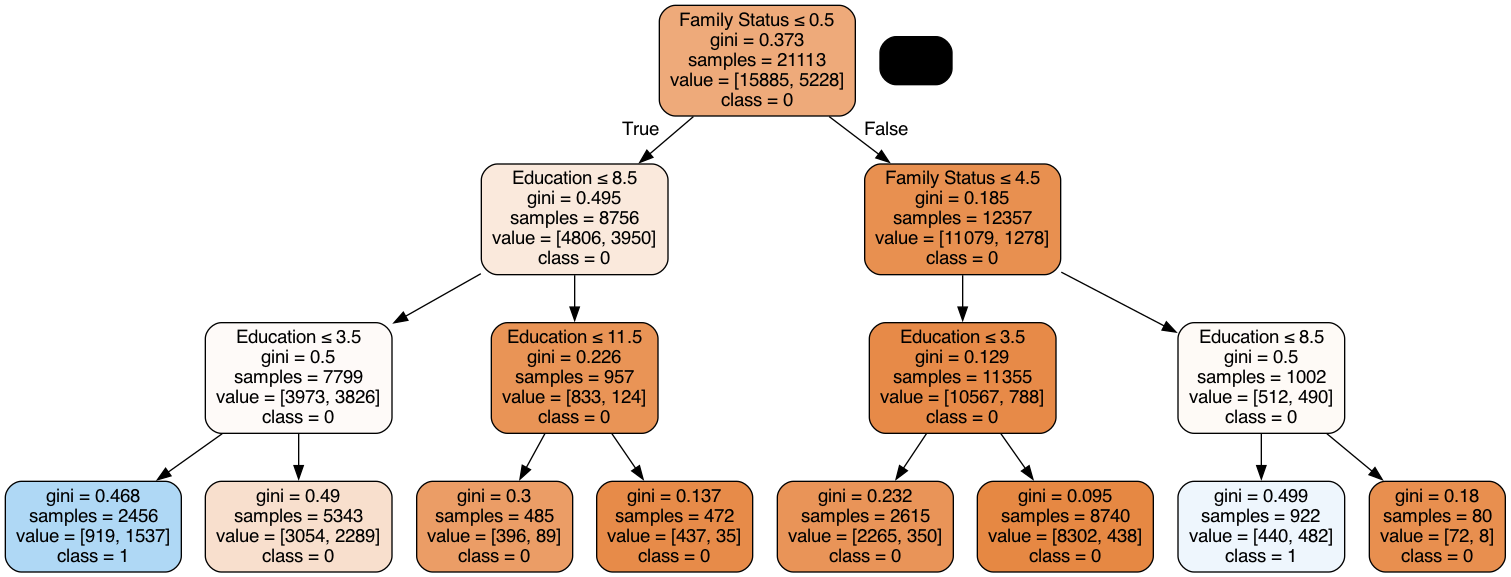 Family Status ≤ 0.5
gini = 0.373
samples = 21113
value = [15885, 5228]
class = 0
True
False
Education ≤ 8.5
gini = 0.495
samples = 8756
value = [4806, 3950]
class = 0
Family Status ≤ 4.5
gini = 0.185
samples = 12357
value = [11079, 1278]
class = 0
Education ≤ 3.5
gini = 0.5
samples = 7799
value = [3973, 3826]
class = 0
Education ≤ 11.5
gini = 0.226
samples = 957
value = [833, 124]
class = 0
Education ≤ 3.5
gini = 0.129
samples = 11355
value = [10567, 788]
class = 0
Education ≤ 8.5
gini = 0.5
samples = 1002
value = [512, 490]
class = 0
gini = 0.468
samples = 2456
value = [919, 1537]
class = 1
gini = 0.49
samples = 5343
value = [3054, 2289]
class = 0
gini = 0.3
samples = 485
value = [396, 89]
class = 0
gini = 0.137
samples = 472
value = [437, 35]
class = 0
gini = 0.232
samples = 2615
value = [2265, 350]
class = 0
gini = 0.095
samples = 8740
value = [8302, 438]
class = 0
gini = 0.499
samples = 922
value = [440, 482]
class = 1
gini = 0.18
samples = 80
value = [72, 8]
class = 0